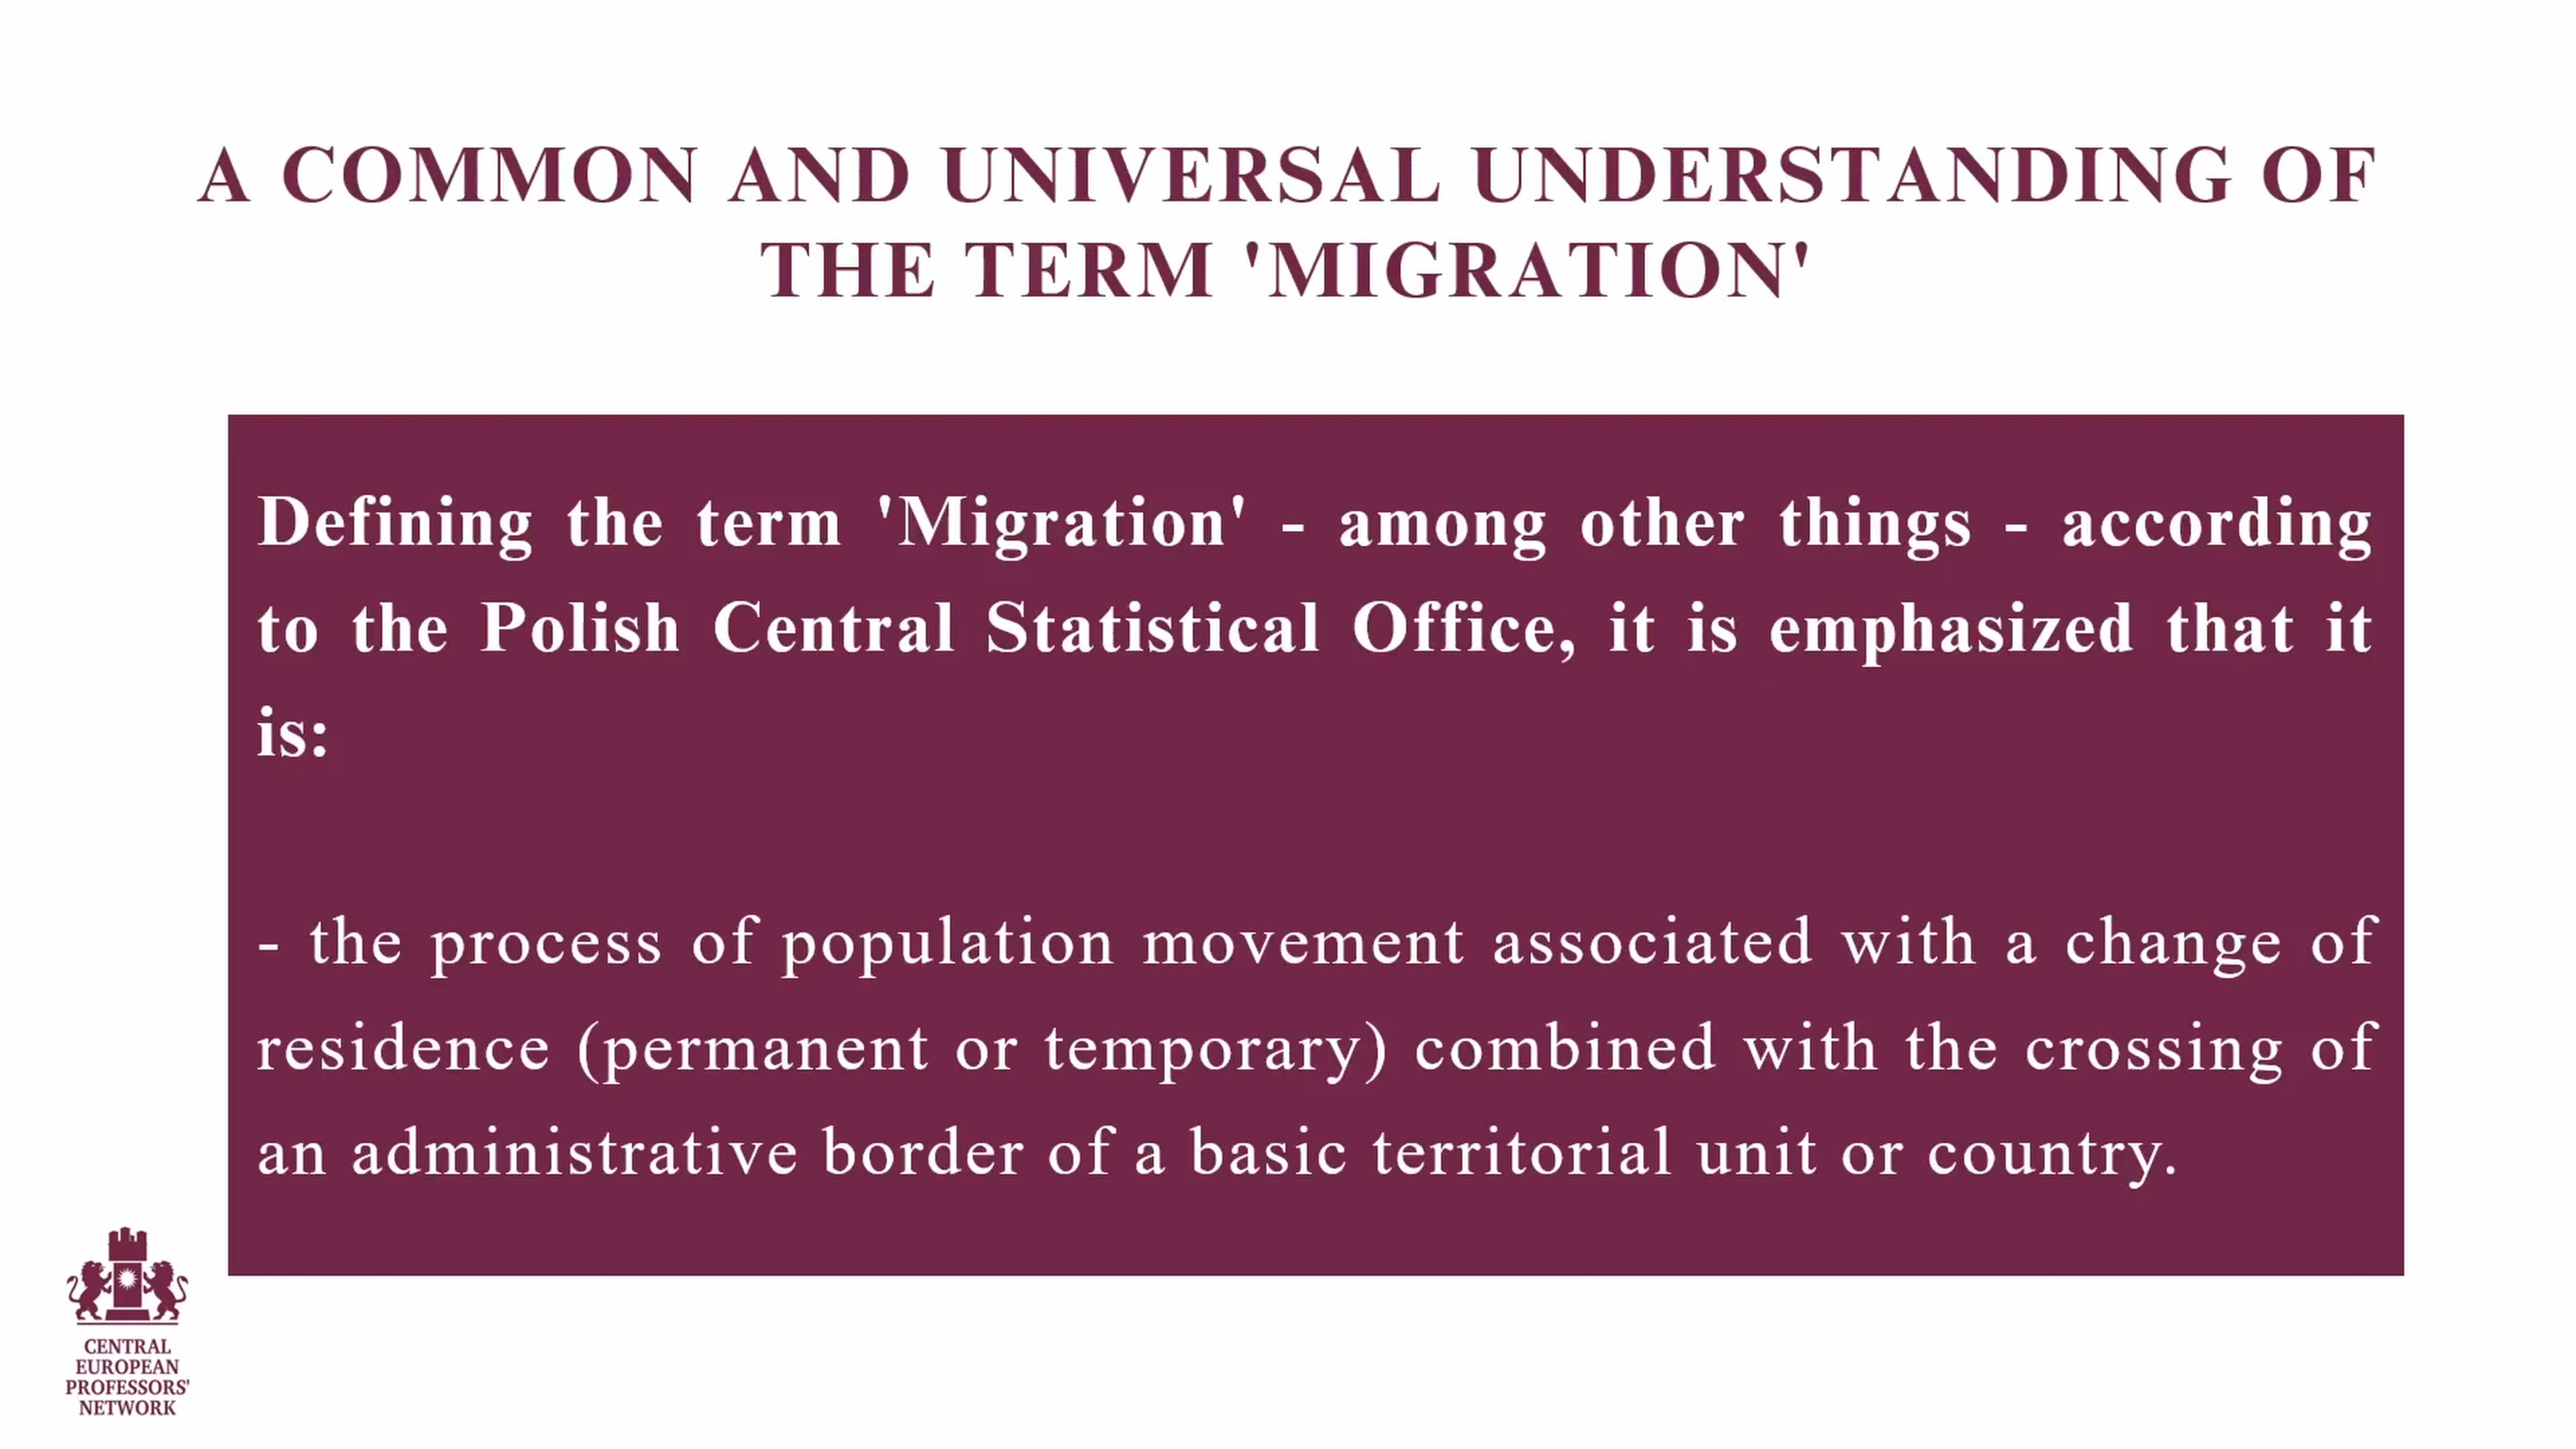 A COMMON AND UNIVERSAL UNDERSTANDING OF
THE TERM 'MIGRATION'
Defining the term 'Migration' - among other things - according
to the Polish Central Statistical Office, it is emphasized that it
is:
- the process of population movement associated with a change of
residence (permanent or temporary) combined with the crossing of
an administrative border of a basic territorial unit or country.
CENTRAL
EUROPEAN
PROFESSORS'
NETWORK